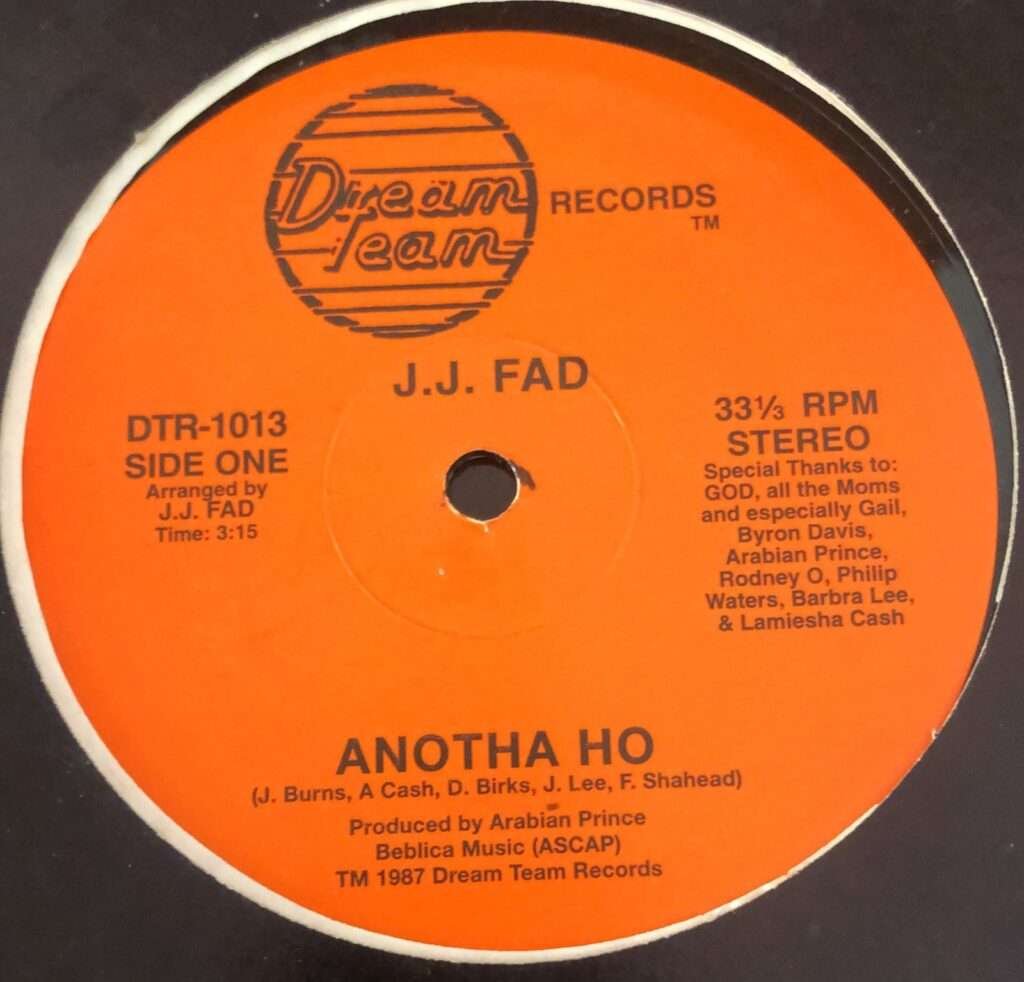 Dream
Team
RECORDS
TM
J.J. FAD
DTR-1013
SIDE ONE
Arranged by
J.J. FAD
Time: 3:15
33⅓ RPM
STEREO
Special Thanks to:
GOD, all the Moms
and especially Gail,
Byron Davis,
Arabian Prince,
Rodney O, Philip
Waters, Barbra Lee,
& Lamiesha Cash
ANOTHA HO
(J. Burns, A Cash, D. Birks, J. Lee, F. Shahead)
Produced by Arabian Prince
Beblica Music (ASCAP)
TM 1987 Dream Team Records